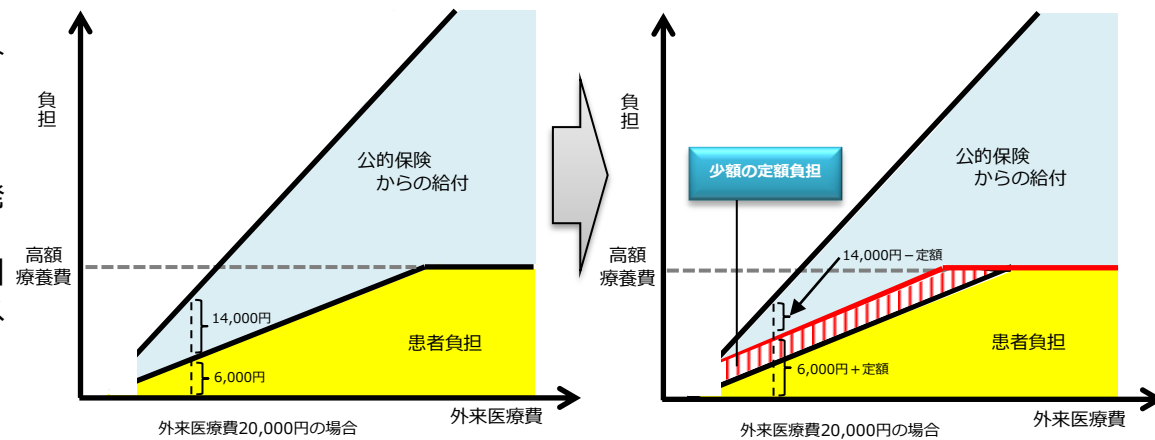 負
担
公的保険
からの給付
高額
療養費
14,000円
6,000円
患者負担
外来医療費
外来医療費20,000円の場合
負
担
少額の定額負担
公的保険
からの給付
高額
療養費
14,000円－定額
6,000円＋定額
患者負担
外来医療費
外来医療費20,000円の場合